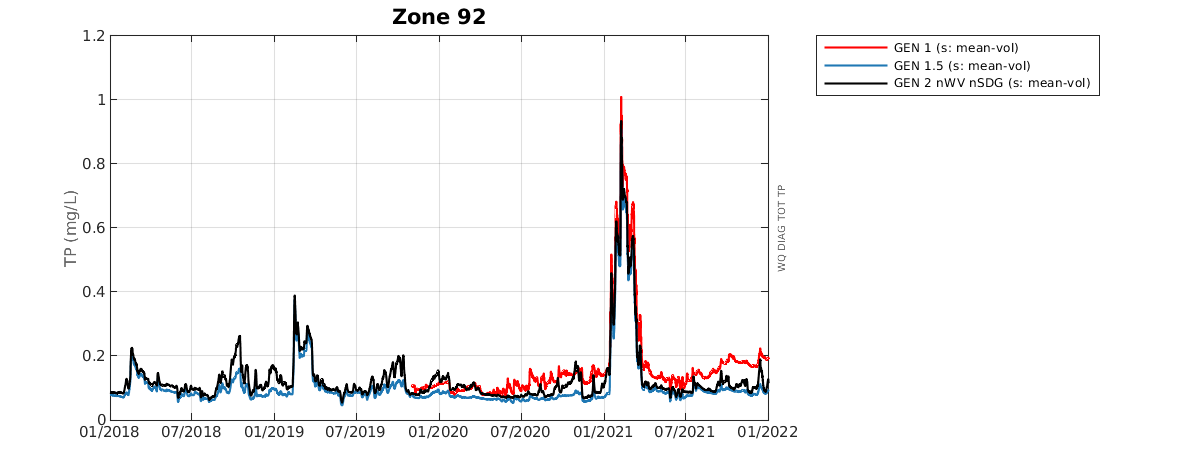 Zone 92
1.2
1
0.8
0.6
0.4
0.2
0
TP (mg/L)
01/2018
07/2018
01/2019
07/2019
01/2020
07/2020
01/2021
07/2021
01/2022
WQ DIAG TOT TP
GEN 1 (s: mean-vol)
GEN 1.5 (s: mean-vol)
GEN 2 nWV nSDG (s: mean-vol)